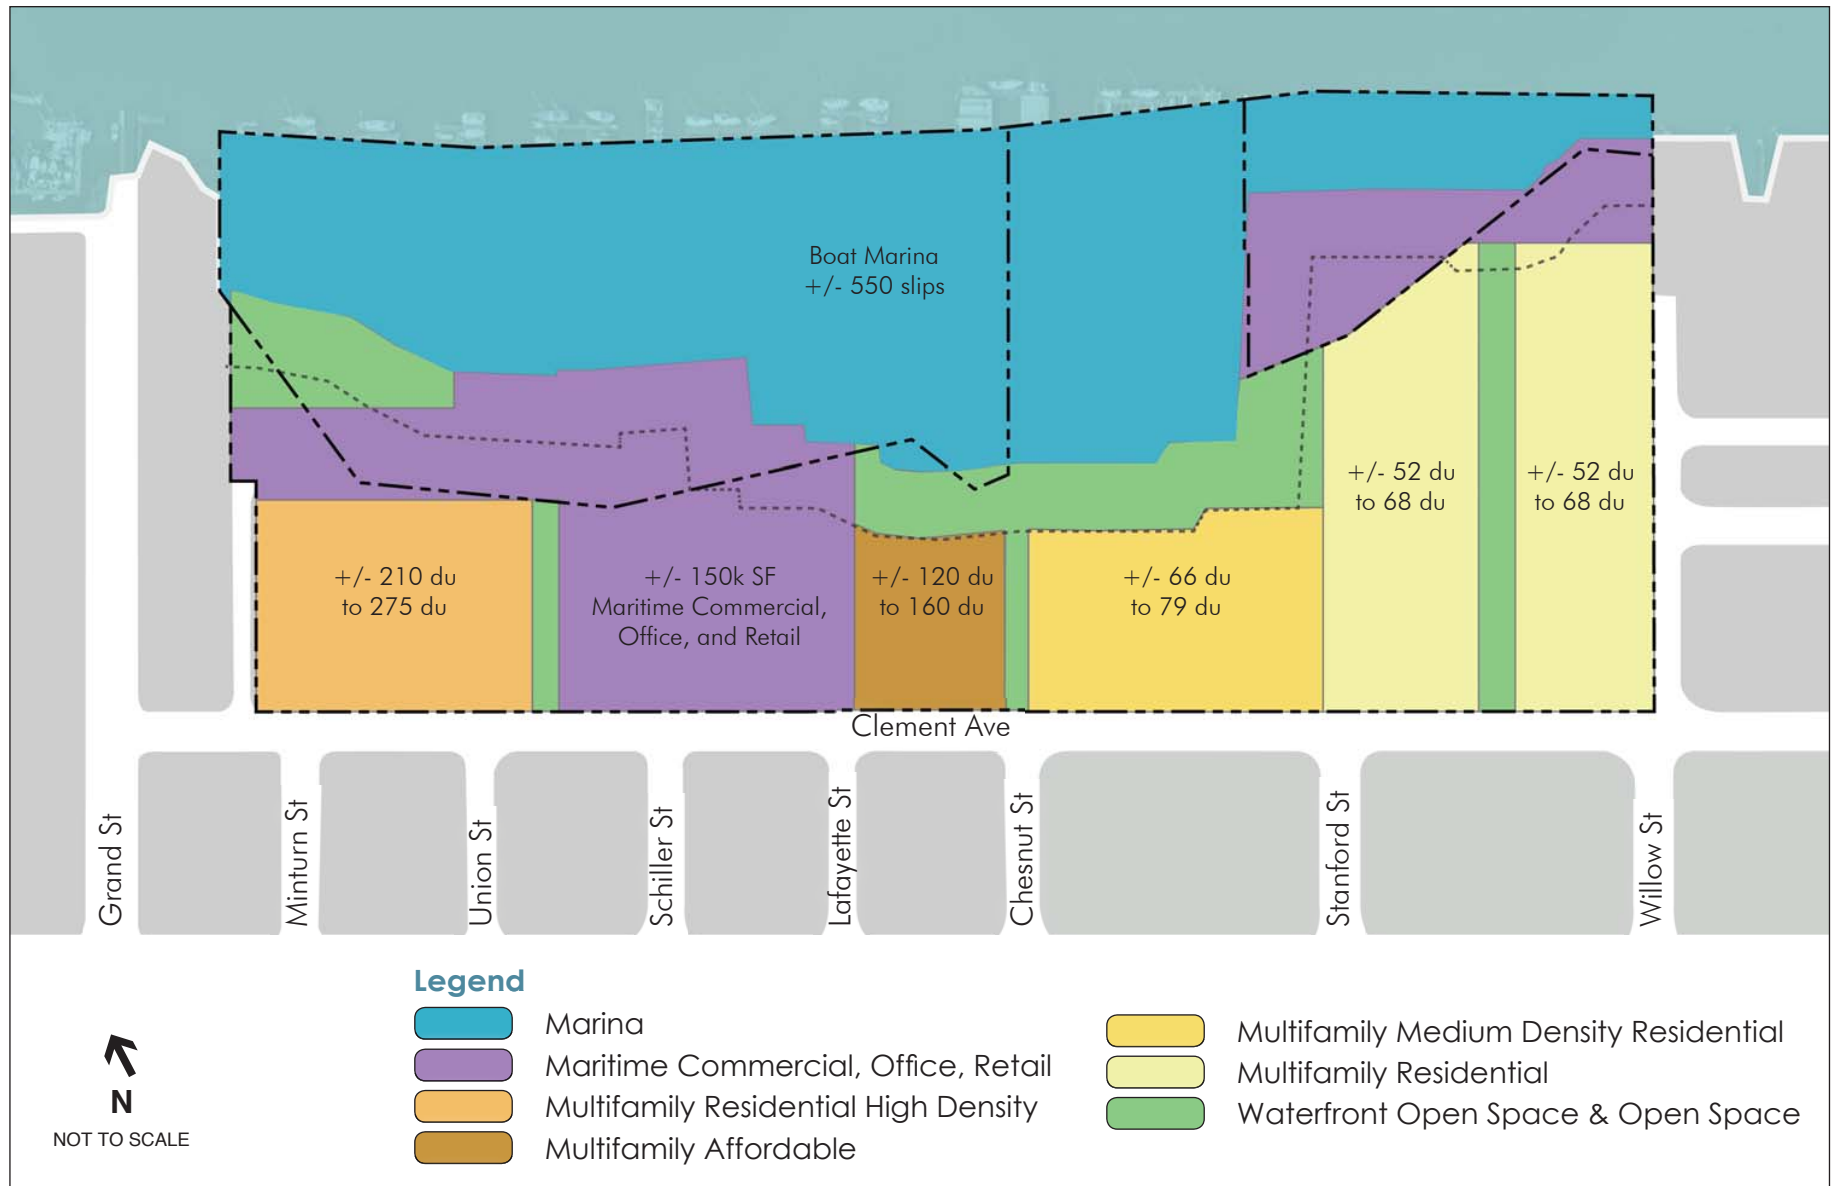 Boat Marina
+/- 550 slips
+/- 52 du
to 68 du
+/- 52 du
to 68 du
+/- 210 du
to 275 du
+/- 150k SF
Maritime Commercial,
Office, and Retail
+/- 120 du
to 160 du
+/- 66 du
to 79 du
Clement Ave
Grand St
Minturn St
Union St
Schiller St
Lafayette St
Chesnut St
Stanford St
Willow St
Legend
Marina
Maritime Commercial, Office, Retail
Multifamily Residential High Density
Multifamily Affordable
Multifamily Medium Density Residential
Multifamily Residential
Waterfront Open Space & Open Space
N
NOT TO SCALE